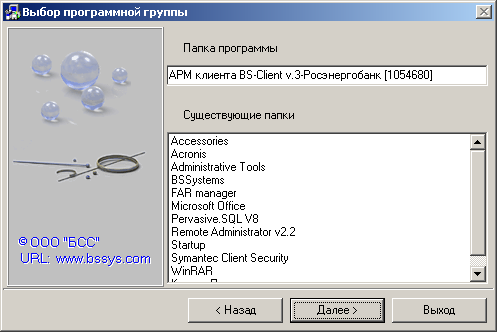 Выбор программной группы
Папка программы
АРМ клиента BS-Client v.3-Росэнергобанк [1054680]
Существующие папки
Accessories
Acronis
Administrative Tools
BSSystems
FAR manager
Microsoft Office
Pervasive.SQL V8
Remote Administrator v2.2
Startup
Symantec Client Security
WinRAR
© ООО "БСС"
URL: www.bssys.com
< Назад
Далее >
Выход